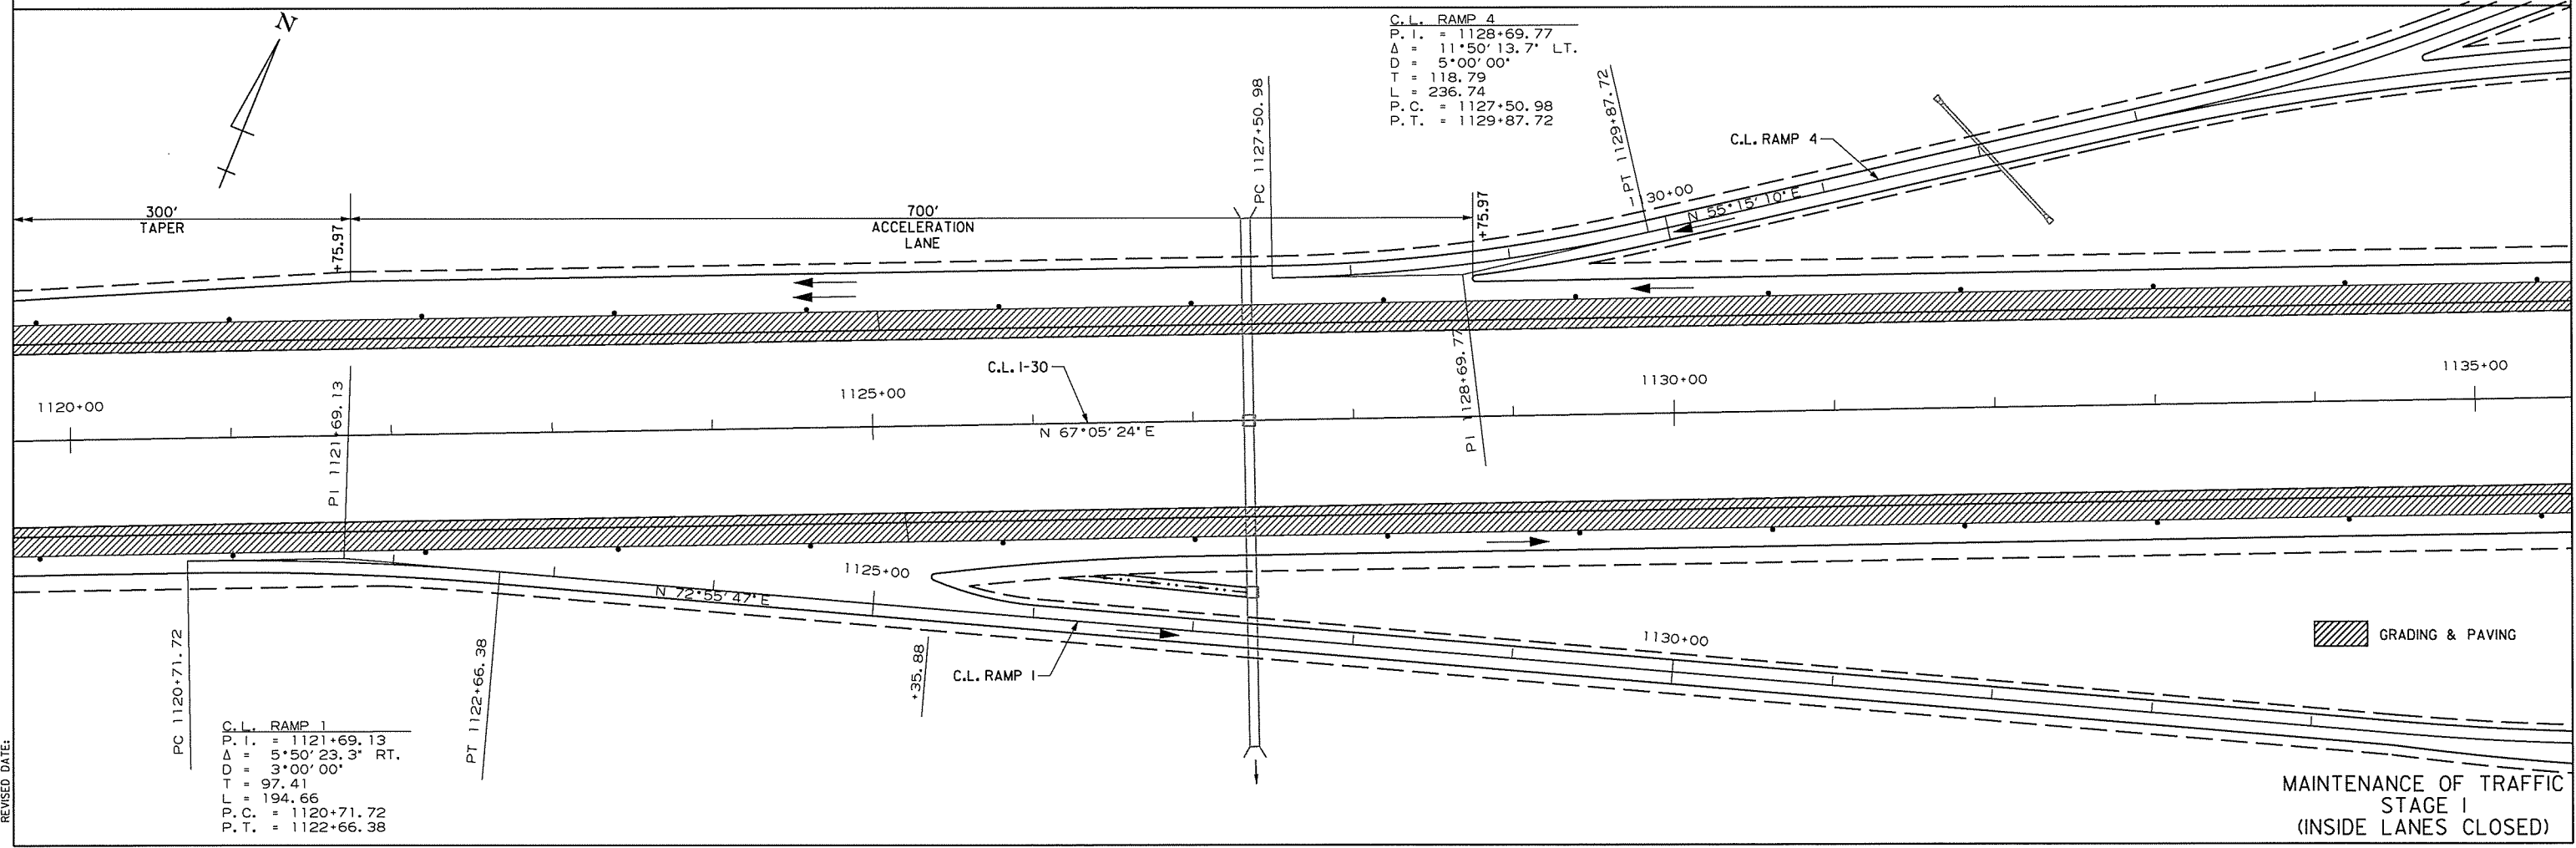 N
C.L. RAMP 4
P.I. = 1128+69.77
Δ = 11°50'13.7" LT.
D = 5°00'00"
T = 118.79
L = 236.74
P.C. = 1127+50.98
P.T. = 1129+87.72
PC 1127+50.98
PT 1129+87.72
C.L. RAMP 4
1130+00
N 55°15'10" E
300'
TAPER
+75.97
700'
ACCELERATION
LANE
+75.97
C.L. I-30
PI 1128+69.77
1120+00
PI 1121+69.13
1125+00
N 67°05'24" E
1130+00
1135+00
1125+00
N 72°55'47" E
PC 1120+71.72
PT 1122+66.38
+35.88
C.L. RAMP 1
1130+00
GRADING & PAVING
C.L. RAMP 1
P.I. = 1121+69.13
Δ = 5°50'23.3" RT.
D = 3°00'00"
T = 97.41
L = 194.66
P.C. = 1120+71.72
P.T. = 1122+66.38
REVISED DATE:
MAINTENANCE OF TRAFFIC
STAGE 1
(INSIDE LANES CLOSED)